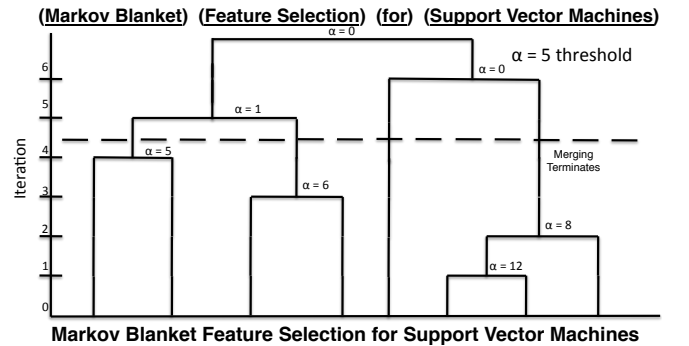 (Markov Blanket) (Feature Selection) (for) (Support Vector Machines)
α=0
α = 5 threshold
6
α = 0
5
α = 1
Iteration
4
α = 5
Merging
Terminates
3
α = 6
2
α = 8
1
α = 12
0
Markov Blanket Feature Selection for Support Vector Machines